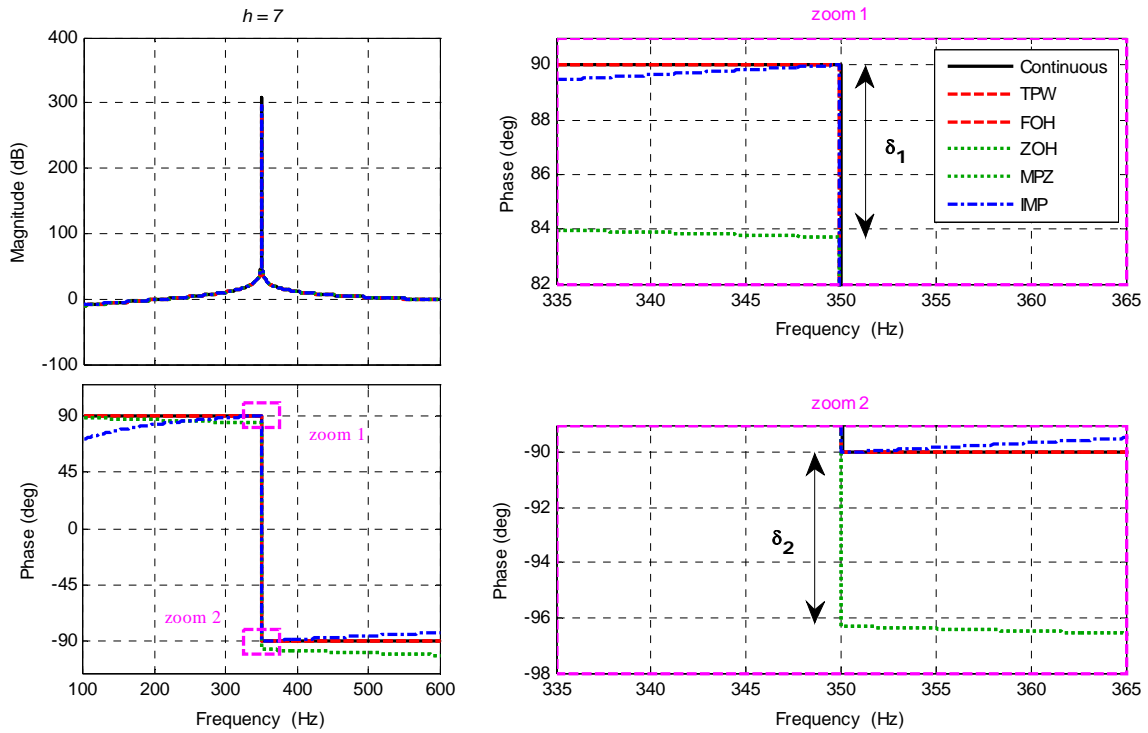 h = 7
400
300
200
100
0
-100
Magnitude (dB)
90
45
0
-45
-90
Phase (deg)
zoom 1
zoom 2
100 200 300 400 500 600
Frequency (Hz)
zoom 1
90
88
86
84
82
Phase (deg)
δ1
Continuous
TPW
FOH
ZOH
MPZ
IMP
335 340 345 350 355 360 365
Frequency (Hz)
zoom 2
-90
-92
-94
-96
-98
Phase (deg)
δ2
335 340 345 350 355 360 365
Frequency (Hz)